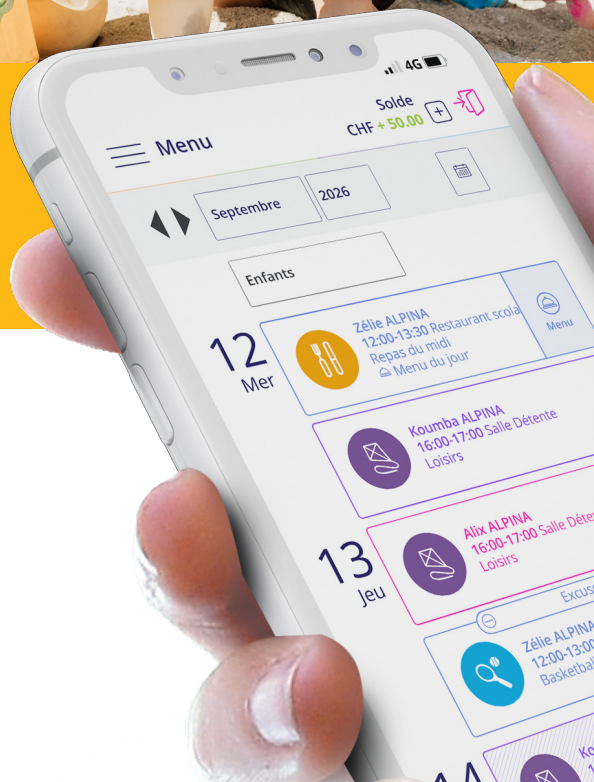 4G
Solde
CHF + 50.00
Menu
Septembre
2026
Enfants
12
Mer
Zélie ALPINA
12:00-13:30 Restaurant scola
Repas du midi
Menu du jour
Menu
Koumba ALPINA
16:00-17:00 Salle Détente
Loisirs
13
Jeu
Alix ALPINA
16:00-17:00 Salle Déte
Loisirs
Excus
Zélie ALPINA
12:00-13:00
Basketbal
14
Ko